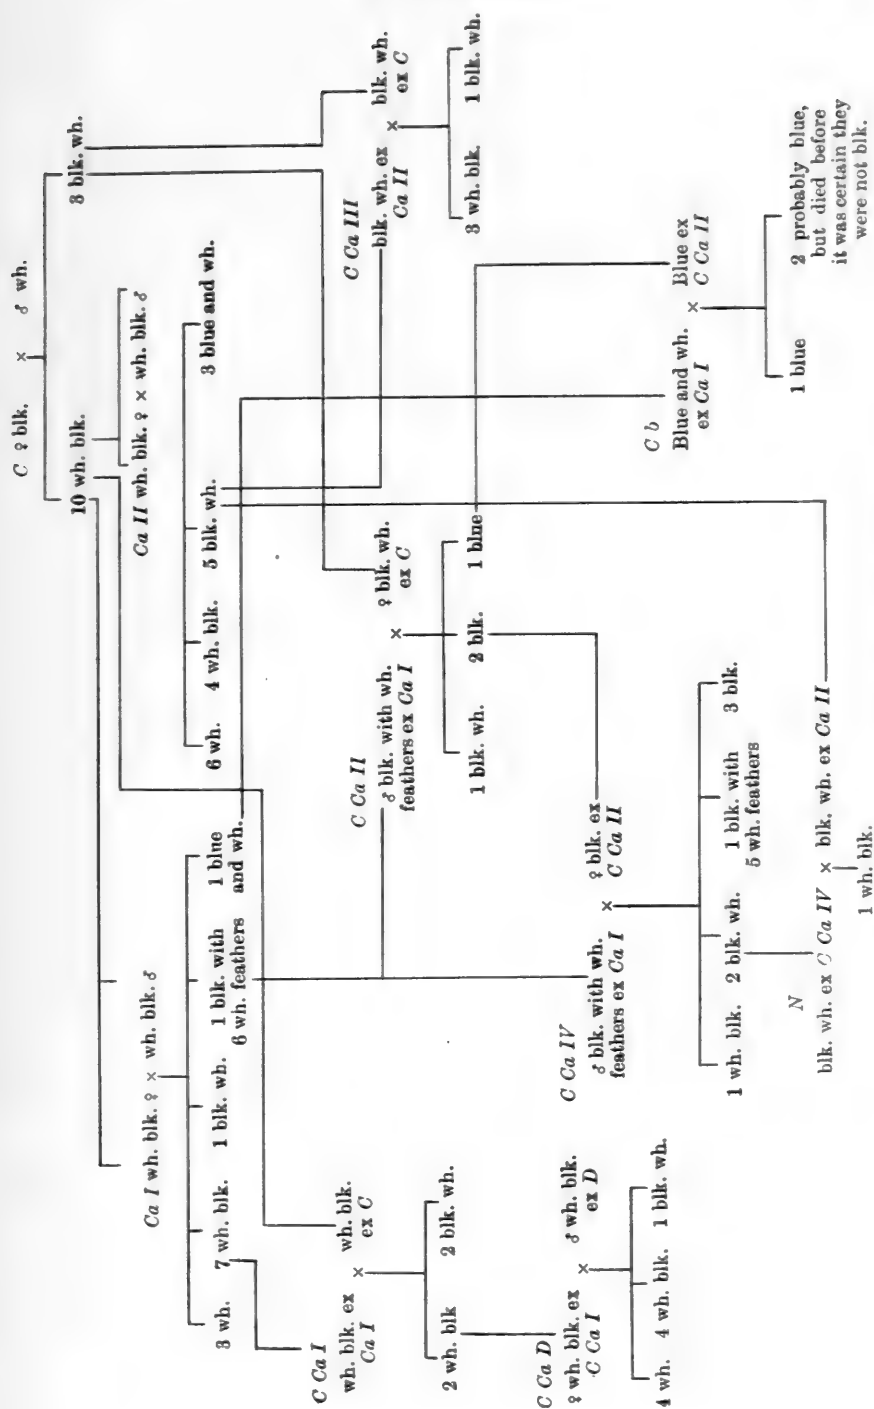 C ♀ blk. × ♂ wh.
10 wh. blk. 3 blk. wh.
Ca I wh. blk. ♀ × wh. blk. ♂
Ca II wh. blk. ♀ × wh. blk. ♂
3 wh. 7 wh. blk. 1 blk. wh. 1 blk. with
6 wh. feathers
1 blue
and wh.
6 wh. 4 wh. blk. 5 blk. wh. 3 blue and wh.
C Ca I
wh. blk. ex
Ca I
×
wh. blk.
ex C
2 wh. blk 2 blk. wh.
C Ca II
♂ blk. with wh.
feathers ex Ca I
×
♀ blk. wh.
ex C
1 blk. wh. 2 blk. 1 blue
C Ca III
blk. wh. ex
Ca II
×
blk. wh.
ex C
3 wh. blk. 1 blk. wh.
C Ca D
♀ wh. blk. ex
C Ca I
×
♂ wh. blk.
ex D
4 wh. 4 wh. blk. 1 blk. wh.
C Ca IV
♂ blk. with wh.
feathers ex Ca I
×
♀ blk. ex
C Ca II
1 wh. blk. 2 blk. wh. 1 blk. with
5 wh. feathers
3 blk.
C b
Blue and wh.
ex Ca I
×
Blue ex
C Ca II
1 blue
2 probably blue,
but died before
it was certain they
were not blk.
N
blk. wh. ex C Ca IV × blk. wh. ex Ca II
1 wh. blk.